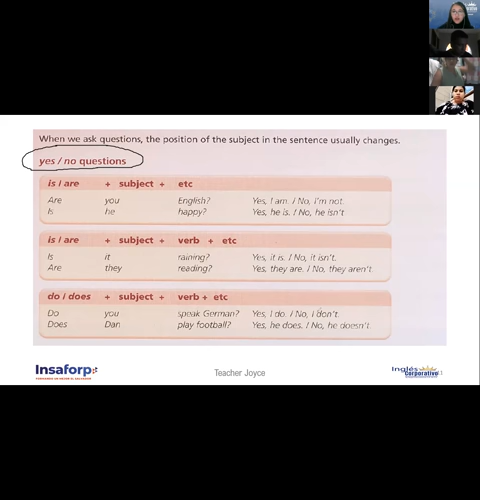 When we ask questions, the position of the subject in the sentence usually changes.
yes / no questions
is / are + subject + etc
Are you English? Yes, I am. / No, I'm not.
Is he happy? Yes, he is. / No, he isn't
is / are + subject + verb + etc
Is it raining? Yes, it is. / No, it isn't.
Are they reading? Yes, they are. / No, they aren't.
do / does + subject + verb + etc
Do you speak German? Yes, I do. / No, I don't.
Does Dan play football? Yes, he does. / No, he doesn't.
Insaforp
Teacher Joyce
Inglés
Corporativo